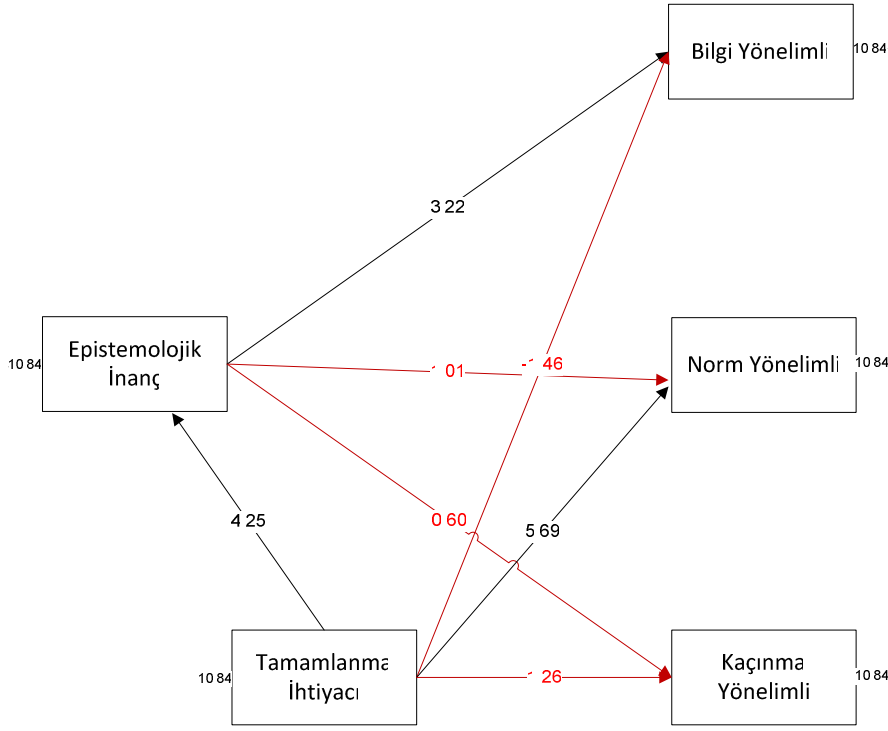 Bilgi Yönelimli
10 84
3 22
Epistemolojik
İnanç
10 84
01
46
Norm Yönelimli
10 84
4 25
0 60
5 69
Tamamlanma
İhtiyacı
10 84
26
Kaçınma
Yönelimli
10 84